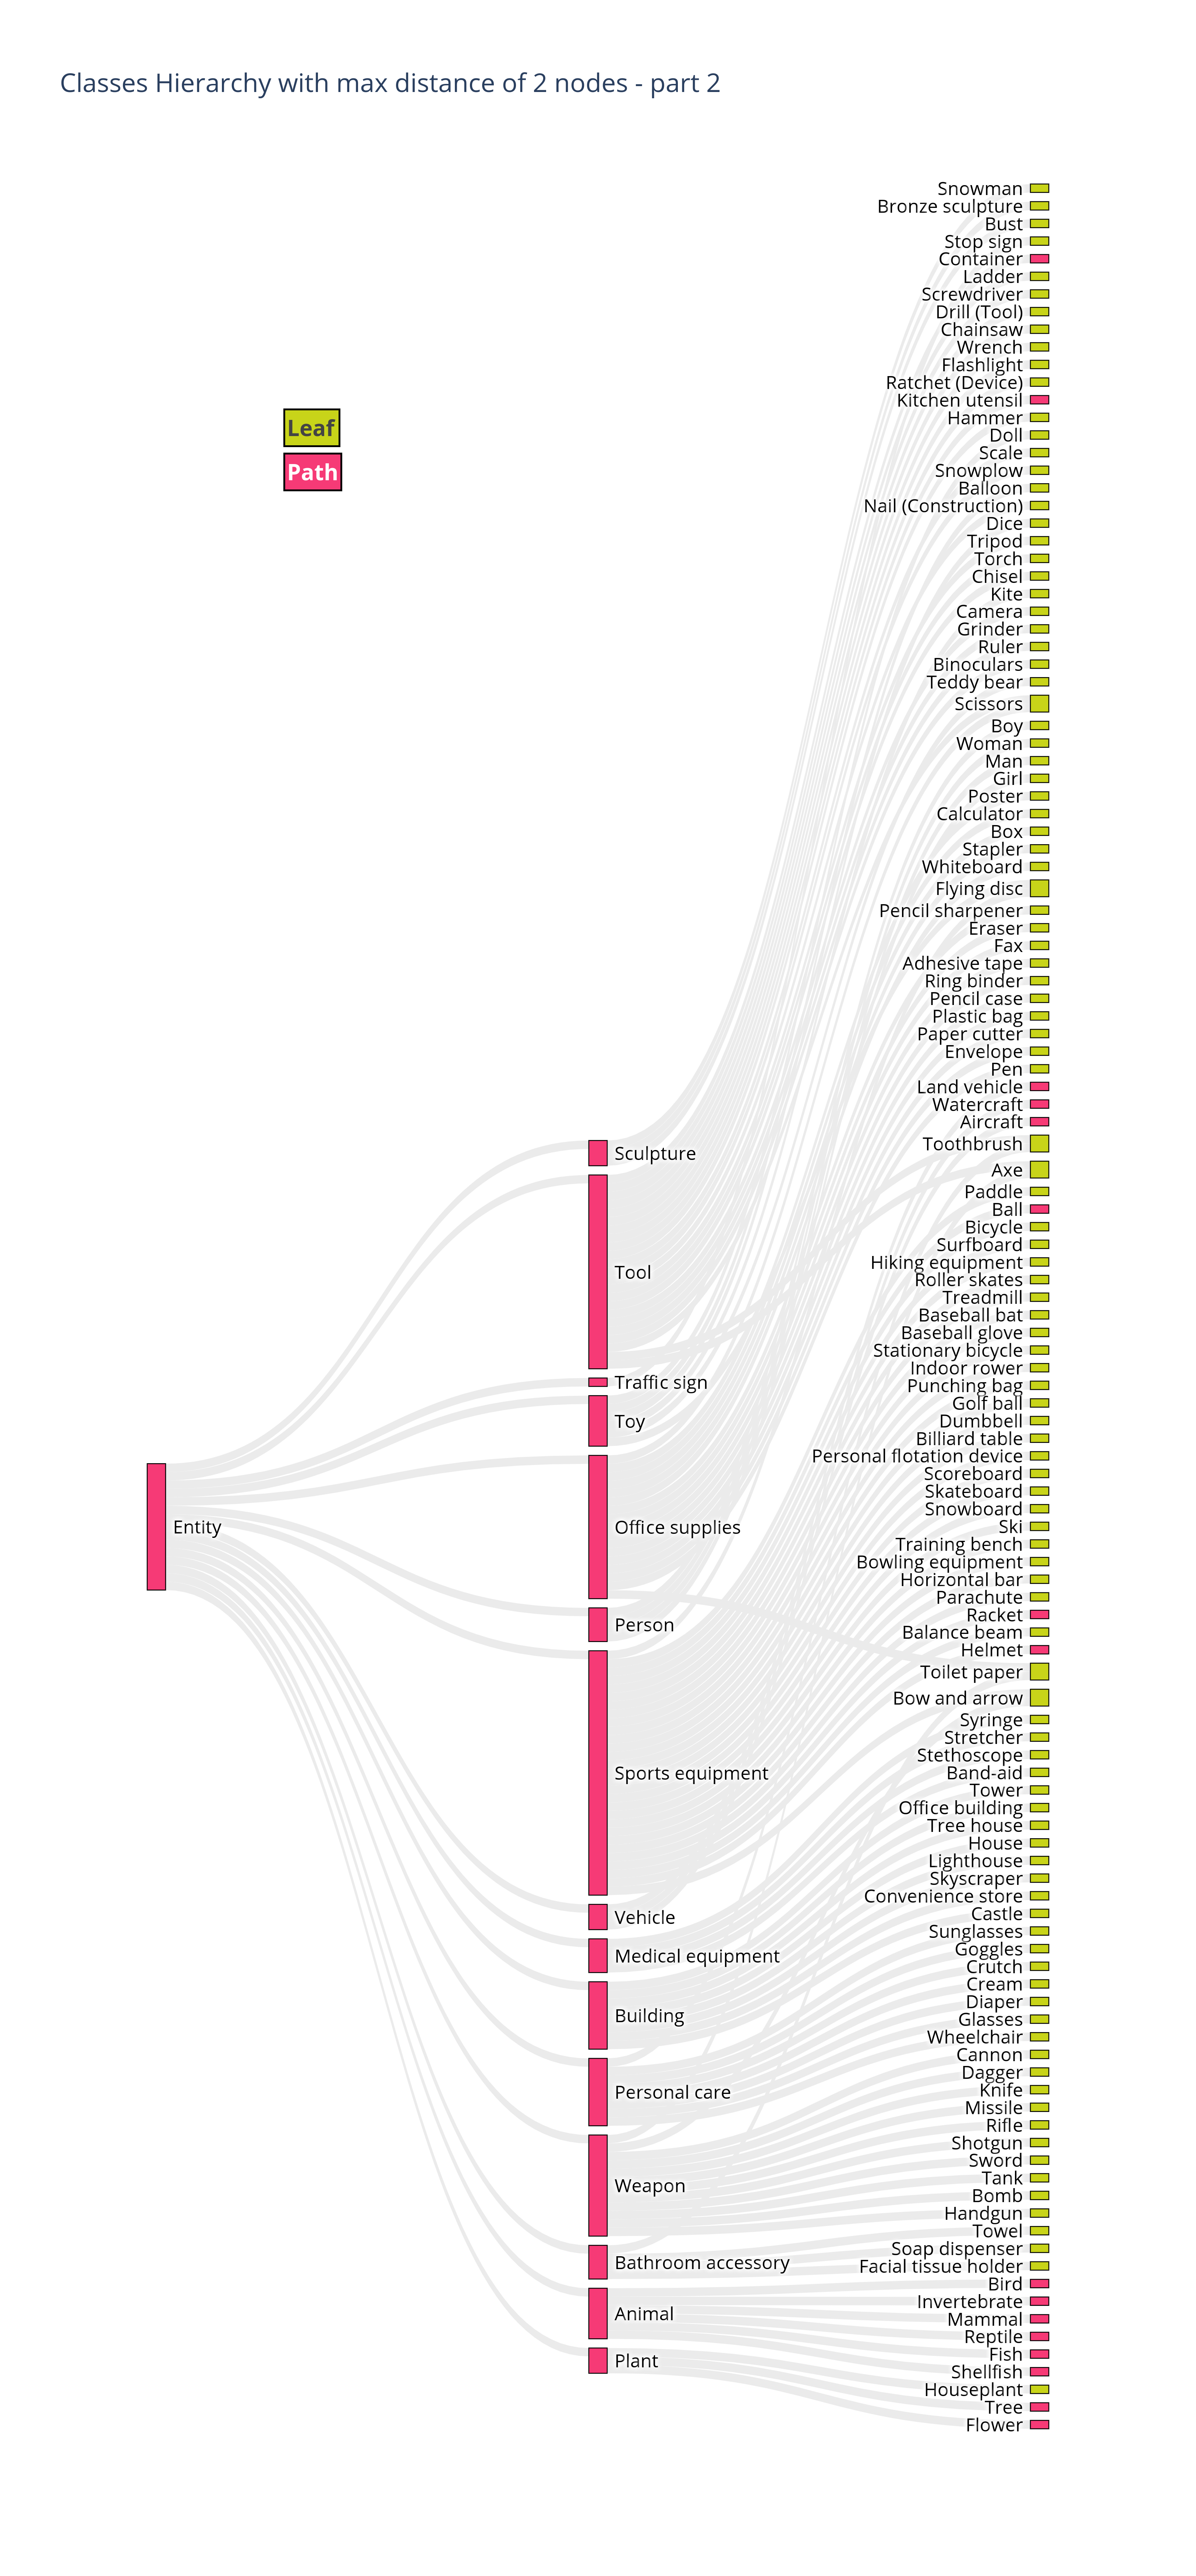 Classes Hierarchy with max distance of 2 nodes - part 2
Leaf
Path
Entity
Sculpture
Tool
Traffic sign
Toy
Office supplies
Person
Sports equipment
Vehicle
Medical equipment
Building
Personal care
Weapon
Bathroom accessory
Animal
Plant
Snowman
Bronze sculpture
Bust
Stop sign
Container
Ladder
Screwdriver
Drill (Tool)
Chainsaw
Wrench
Flashlight
Ratchet (Device)
Kitchen utensil
Hammer
Doll
Scale
Snowplow
Balloon
Nail (Construction)
Dice
Tripod
Torch
Chisel
Kite
Camera
Grinder
Ruler
Binoculars
Teddy bear
Scissors
Boy
Woman
Man
Girl
Poster
Calculator
Box
Stapler
Whiteboard
Flying disc
Pencil sharpener
Eraser
Fax
Adhesive tape
Ring binder
Pencil case
Plastic bag
Paper cutter
Envelope
Pen
Land vehicle
Watercraft
Aircraft
Toothbrush
Axe
Paddle
Ball
Bicycle
Surfboard
Hiking equipment
Roller skates
Treadmill
Baseball bat
Baseball glove
Stationary bicycle
Indoor rower
Punching bag
Golf ball
Dumbbell
Billiard table
Personal flotation device
Scoreboard
Skateboard
Snowboard
Ski
Training bench
Bowling equipment
Horizontal bar
Parachute
Racket
Balance beam
Helmet
Toilet paper
Bow and arrow
Syringe
Stretcher
Stethoscope
Band-aid
Tower
Office building
Tree house
House
Lighthouse
Skyscraper
Convenience store
Castle
Sunglasses
Goggles
Crutch
Cream
Diaper
Glasses
Wheelchair
Cannon
Dagger
Knife
Missile
Rifle
Shotgun
Sword
Tank
Bomb
Handgun
Towel
Soap dispenser
Facial tissue holder
Bird
Invertebrate
Mammal
Reptile
Fish
Shellfish
Houseplant
Tree
Flower